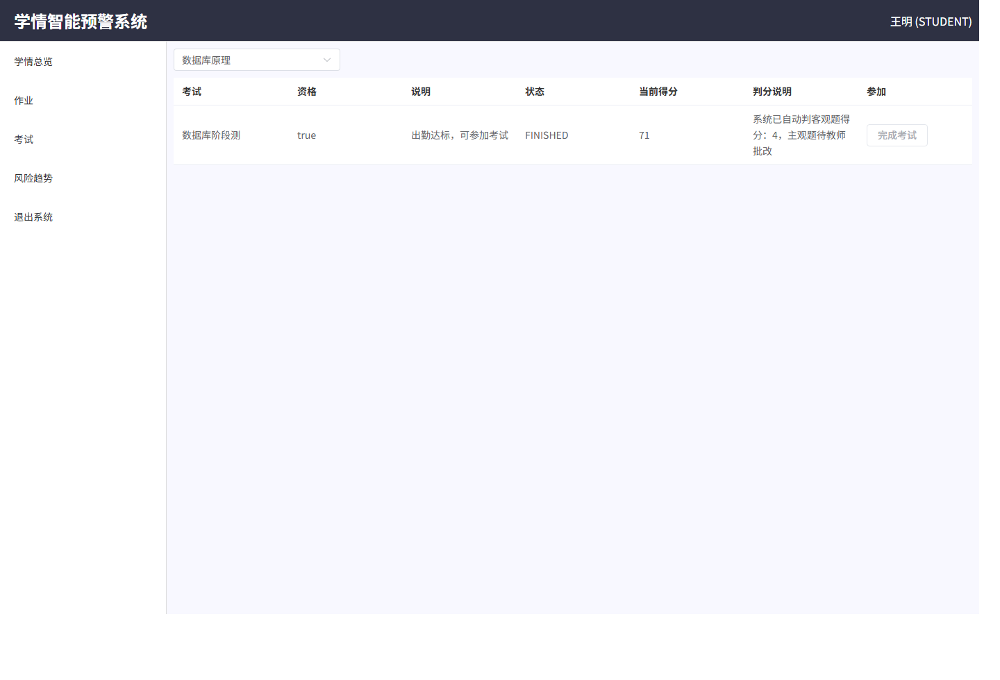 学情智能预警系统
王明 (STUDENT)
学情总览
作业
考试
风险趋势
退出系统
数据库原理
考试 资格 说明 状态 当前得分 判分说明 参加
数据库阶段测 true 出勤达标，可参加考试 FINISHED 71
系统已自动判客观题得
分：4，主观题待教师
批改
完成考试